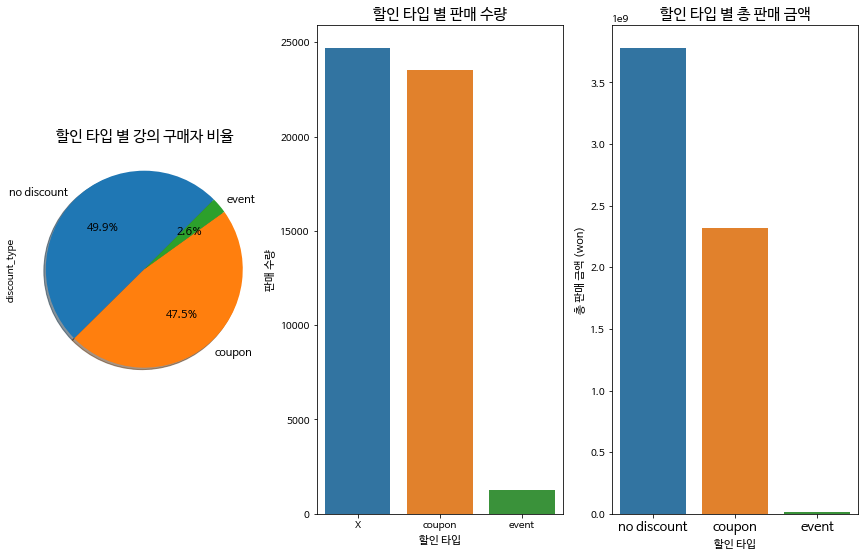 할인 타입 별 강의 구매자 비율
no discount
event
coupon
49.9%
2.6%
47.5%
discount_type
할인 타입 별 판매 수량
25000
20000
15000
10000
5000
0
판매 수량
X
coupon
event
할인 타입
할인 타입 별 총 판매 금액
1e9
3.5
3.0
2.5
2.0
1.5
1.0
0.5
0.0
총 판매 금액 (won)
no discount
coupon
event
할인 타입